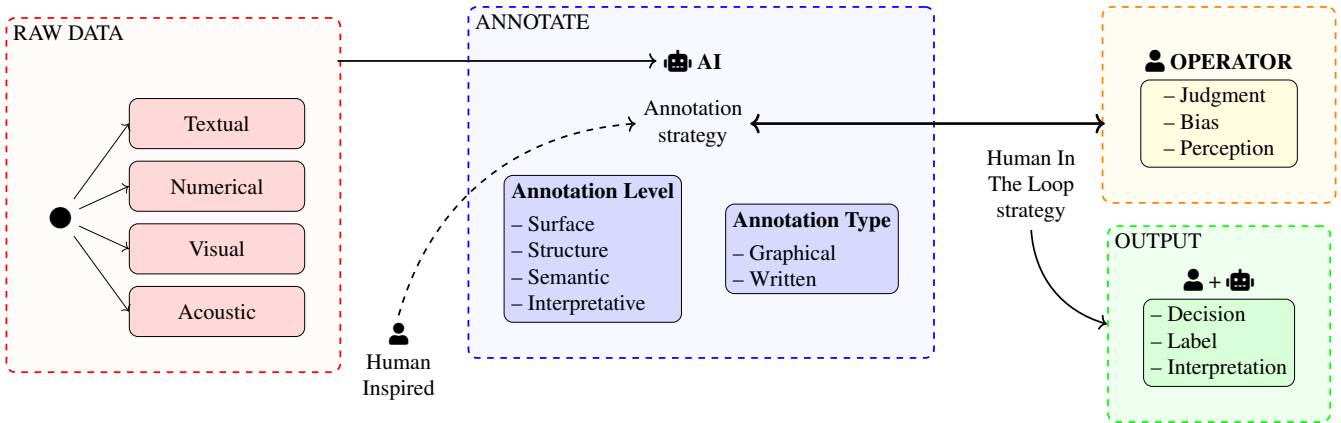 RAW DATA
Textual
Numerical
Visual
Acoustic
Human
Inspired
ANNOTATE
AI
Annotation
strategy
Annotation Level
– Surface
– Structure
– Semantic
– Interpretative
Annotation Type
– Graphical
– Written
Human In
The Loop
strategy
OPERATOR
– Judgment
– Bias
– Perception
OUTPUT
+
– Decision
– Label
– Interpretation